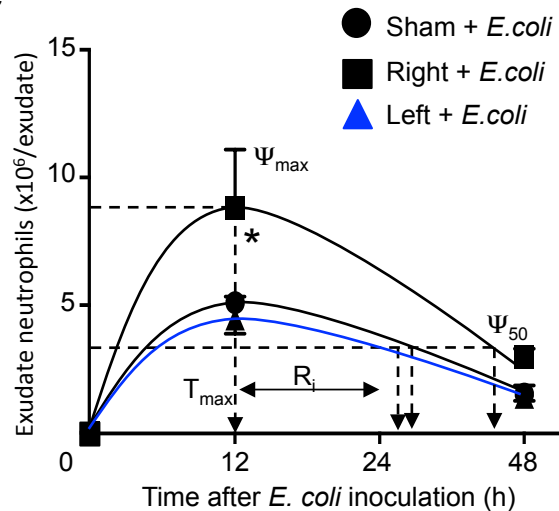 Sham + E.coli
Right + E.coli
Left + E.coli
Exudate neutrophils (x10⁶/exudate)
15
10
5
0
Ψmax
*
Ψ50
Tmax
Ri
12
24
48
Time after E. coli inoculation (h)